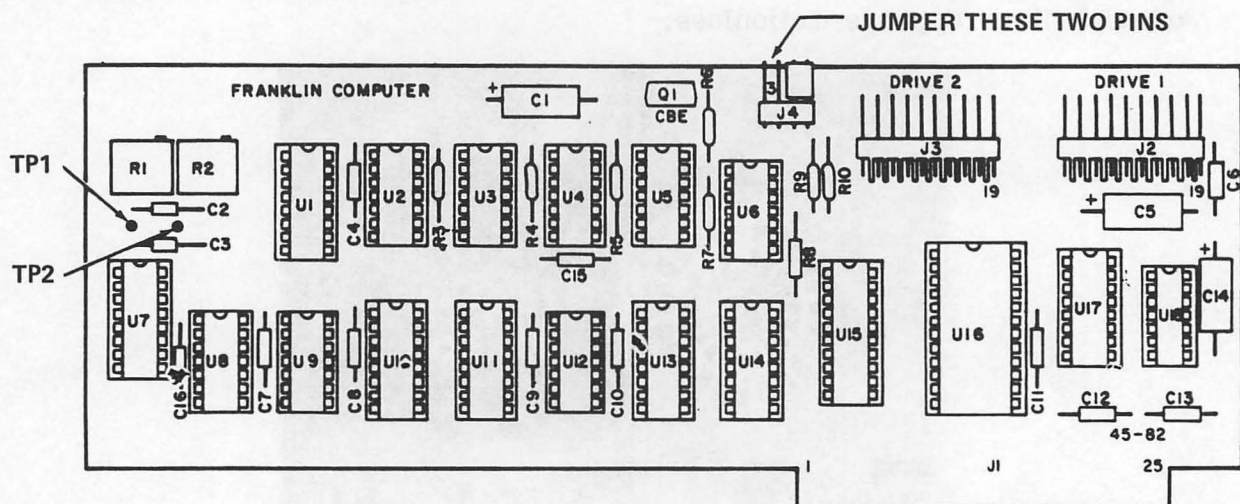 JUMPER THESE TWO PINS
FRANKLIN COMPUTER
+ C1
Q1
CBE
R6
3
J4
DRIVE 2
DRIVE 1
J3
19
J2
19
C6
+ C5
TP1
TP2
R1
R2
C2
C3
U1
C4
U2
R3
U3
R4
U4
R5
U5
R7
U6
R9
R10
R8
C15
U7
C16
U8
C7
U9
C8
U10
U11
C9
U12
C10
U13
U14
U15
U16
C11
U17
U18
+
C14
C12
C13
45-82
1
J1
25